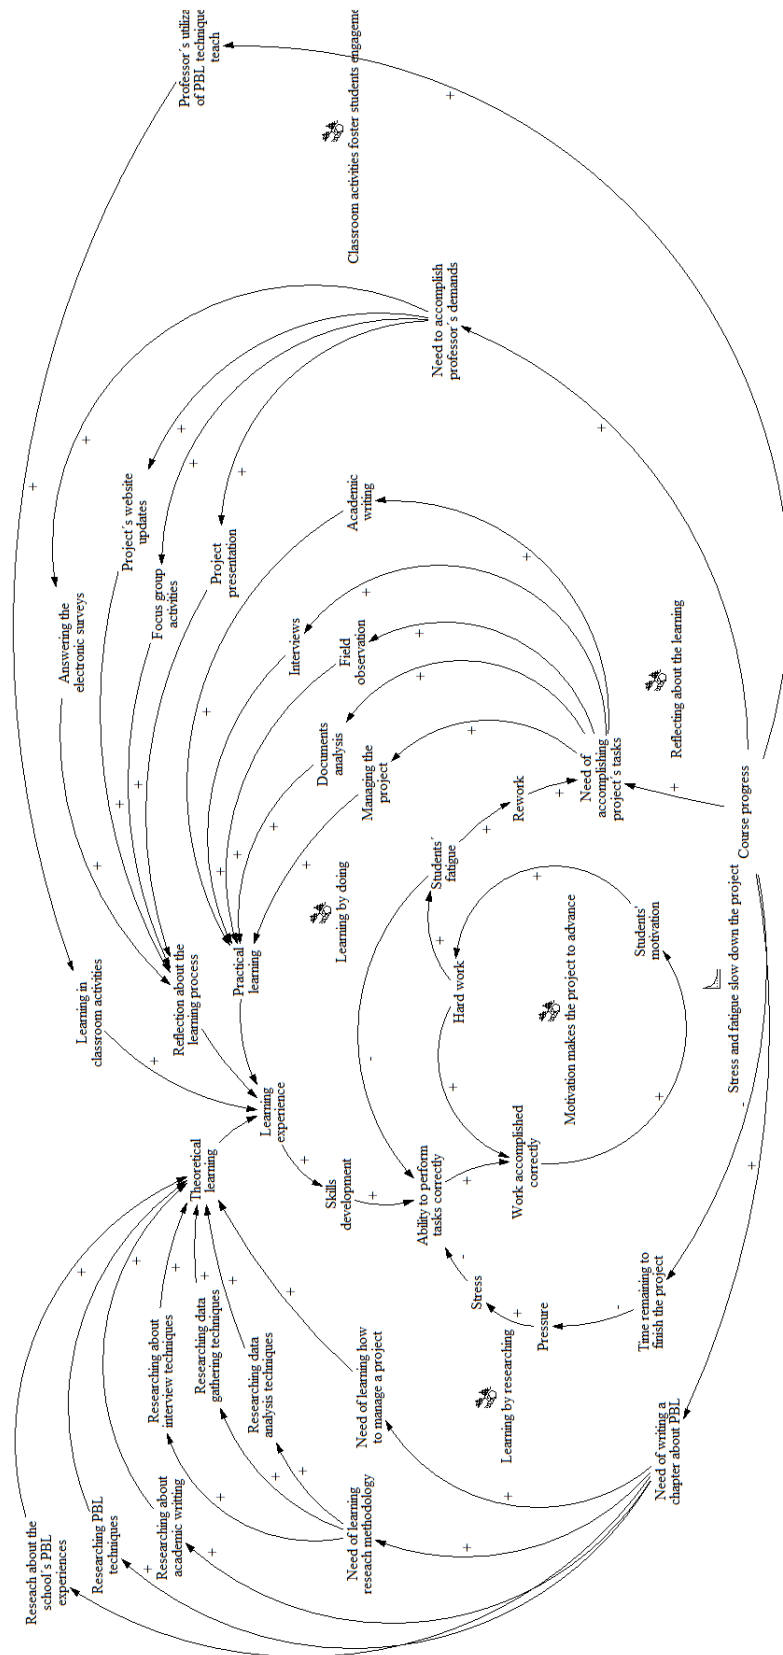 Reseach about the
school´s PBL
experiences
Researching PBL
techniques
Researching about
academic writting
Researching about
interview techniques
Researching data
gathering techniques
Researching data
analysis techniques
Need of learning how
to manage a project
Need of learning
reseach methodology
Learning by researching
Need of writing a
chapter about PBL
Theoretical
learning
Learning
experience
Skills
development
Ability to perform
tasks correctly
Stress
Pressure
Time remaining to
finish the project
Work accomplished
correctly
Hard work
Motivation makes the project to advance
Students'
motivation
Stress and fatigue slow down the project
Course progress
Learning in
classroom activities
Reflection about the
learning process
Practical
learning
Learning by doing
Students´
fatigue
Rework
Need of
accomplishing
project´s tasks
Reflecting about the learning
Managing the
project
Documents
analysis
Field
observation
Interviews
Academic
writing
Answering the
electronic surveys
Project´s website
updates
Focus group
activities
Project
presentation
Need to accomplish
professor´s demands
Classroom activities foster students engageme
Professor´s utiliza
of PBL technique
teach